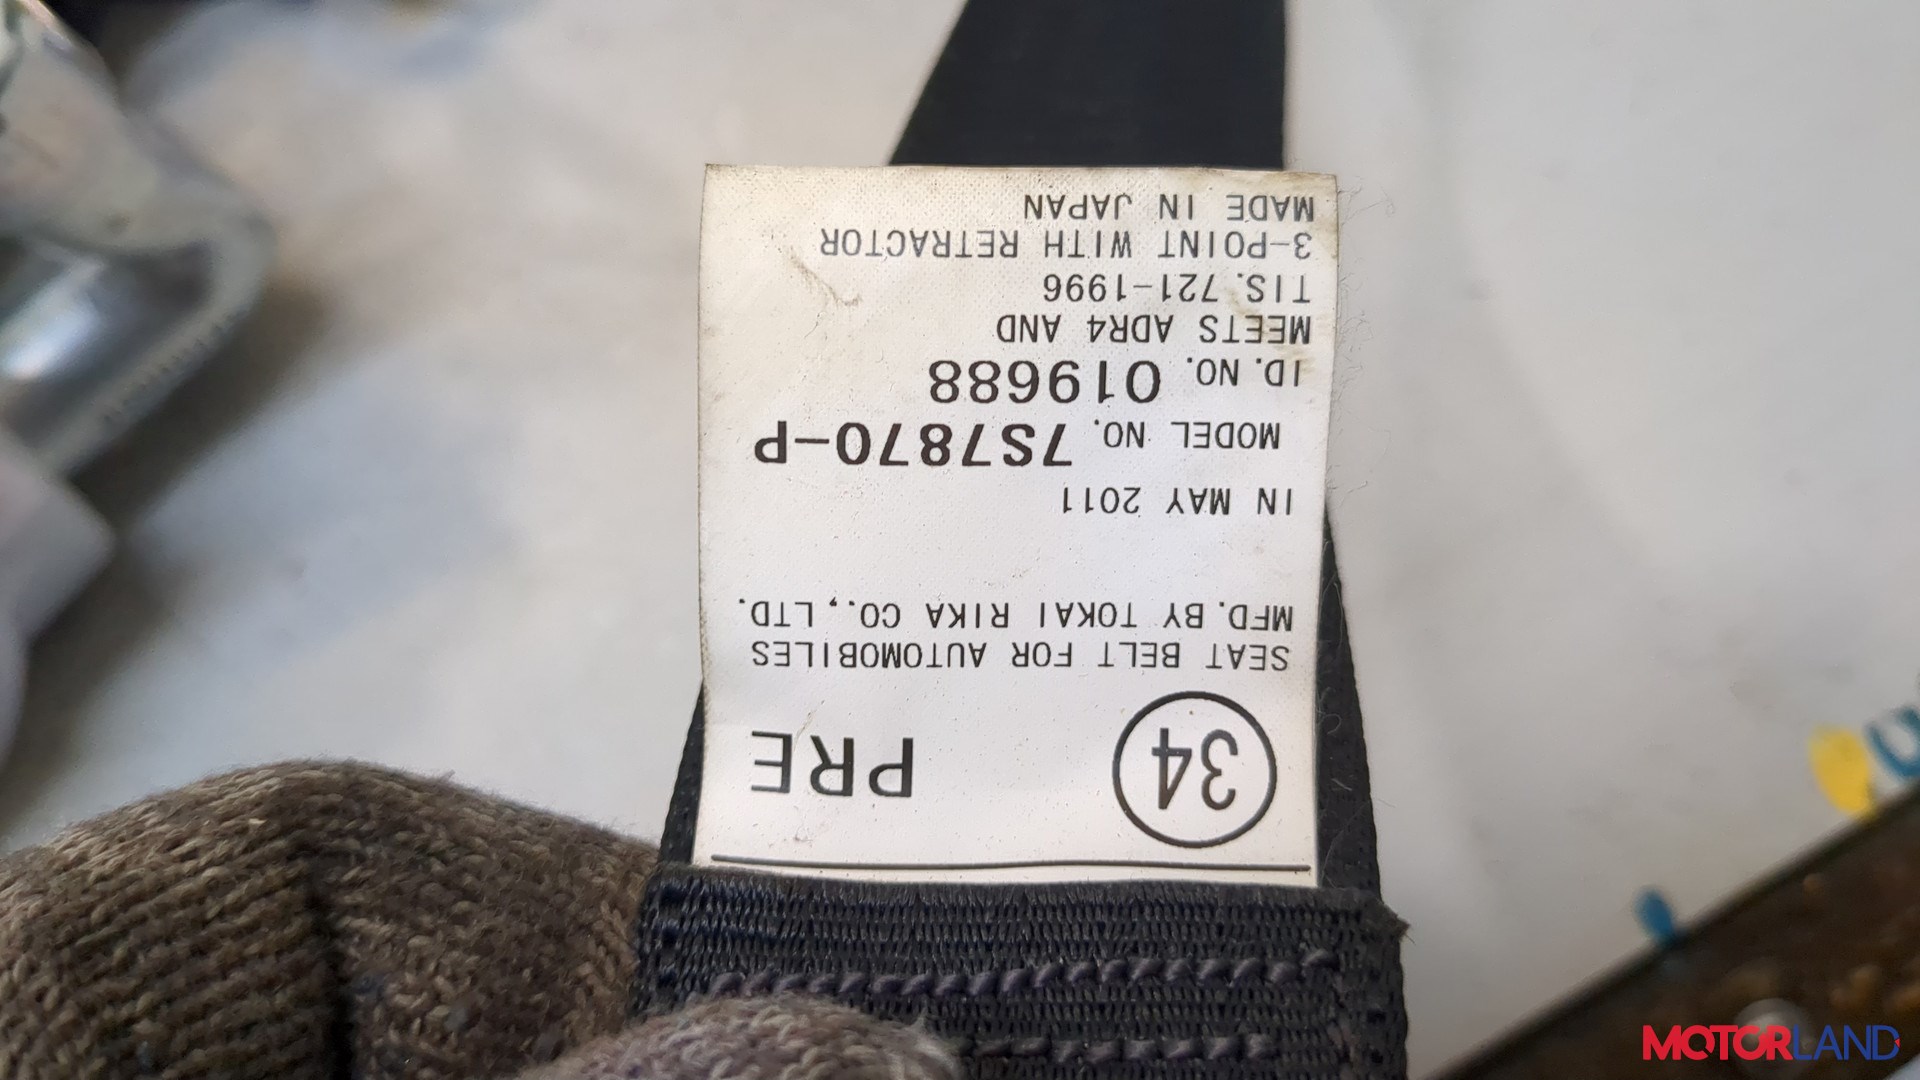 34 PRE
SEAT BELT FOR AUTOMOBILES
MFD. BY TOKAI RIKA CO., LTD.
IN MAY 2011
MODEL NO. 7S7870-P
ID. NO. 019688
MEETS ADR4 AND
TIS. 721-1996
3-POINT WITH RETRACTOR
MADE IN JAPAN
MOTORLAND